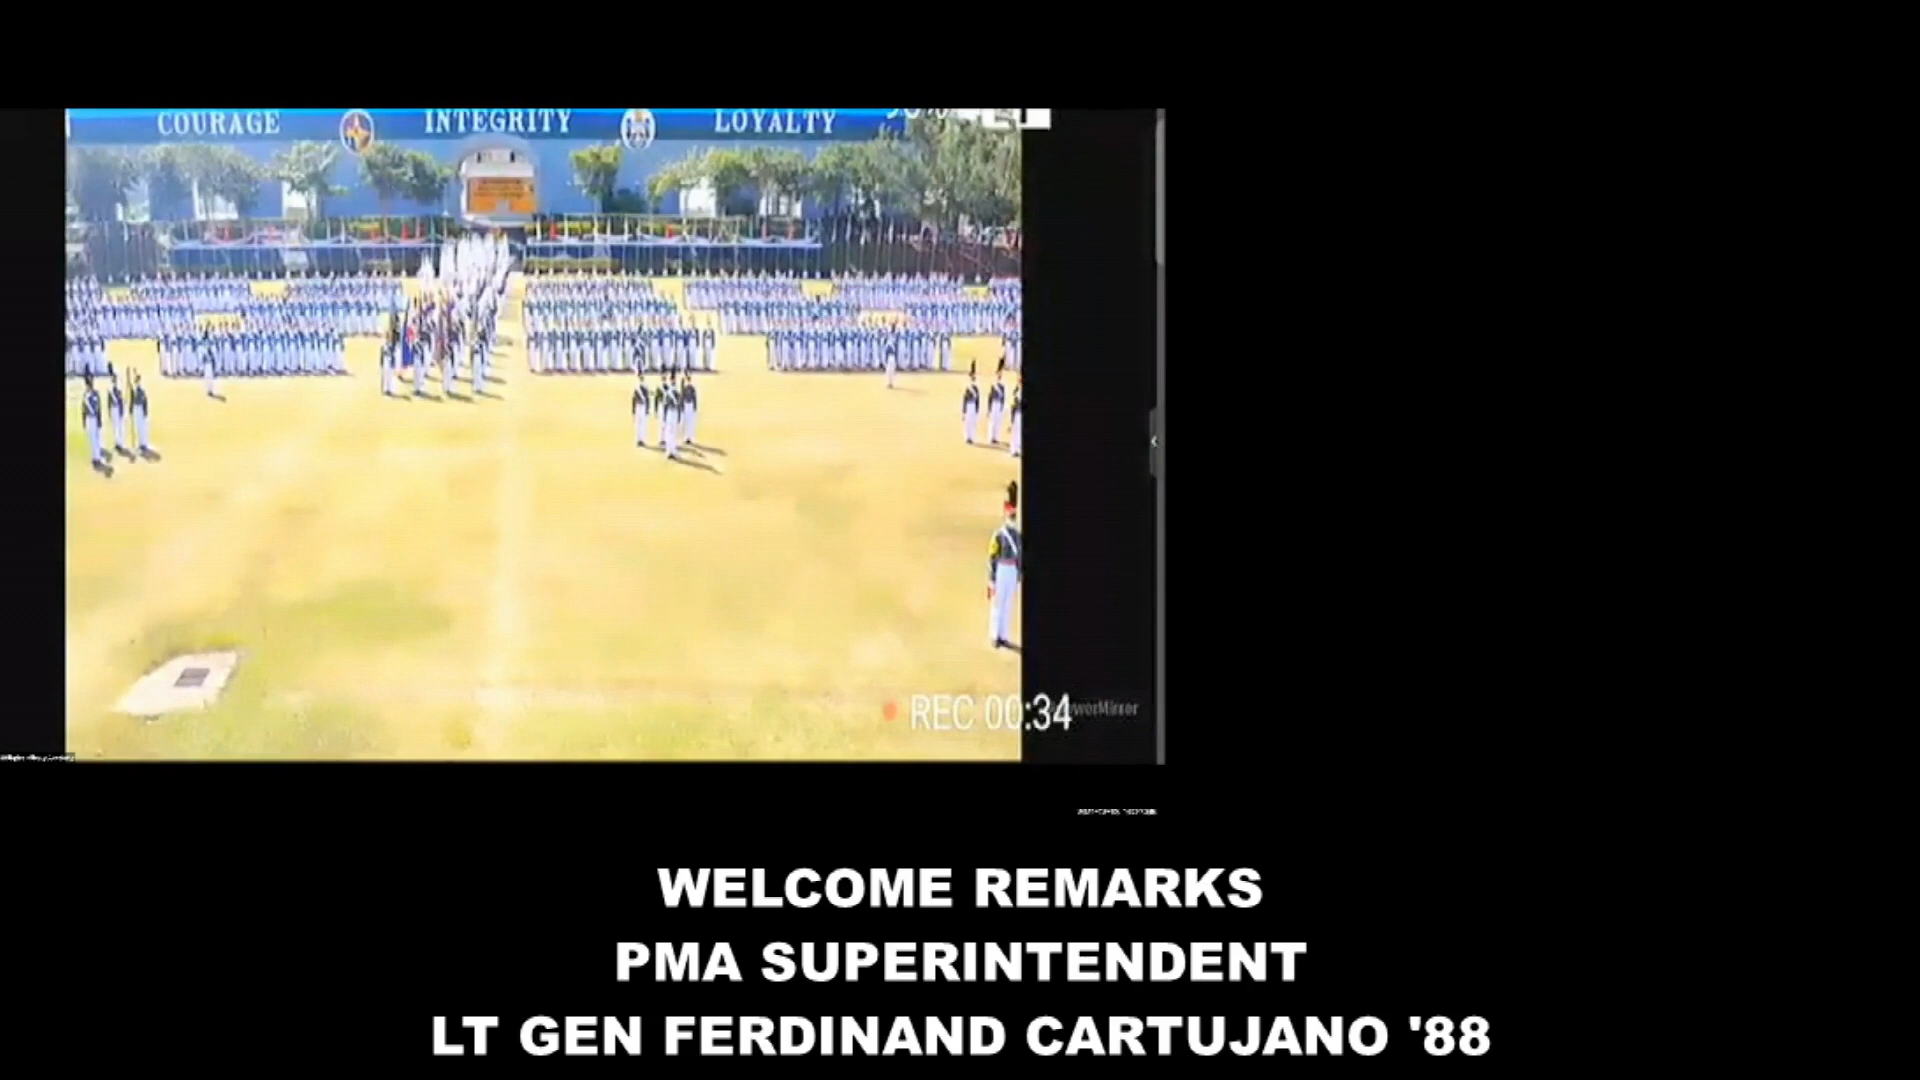 COURAGE INTEGRITY LOYALTY
REC 00:34
WELCOME REMARKS
PMA SUPERINTENDENT
LT GEN FERDINAND CARTUJANO '88